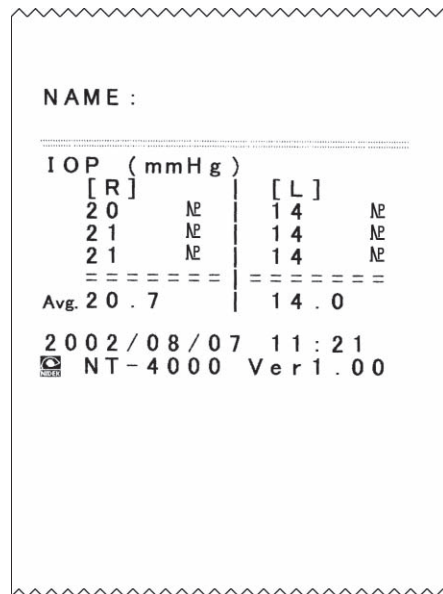 NAME:
IOP (mmHg)
[R] | [L]
20 NP | 14 NP
21 NP | 14 NP
21 NP | 14 NP
======= | =======
Avg. 20.7 | 14.0
2002/08/07 11:21
NIDEK NT-4000 Ver1.00